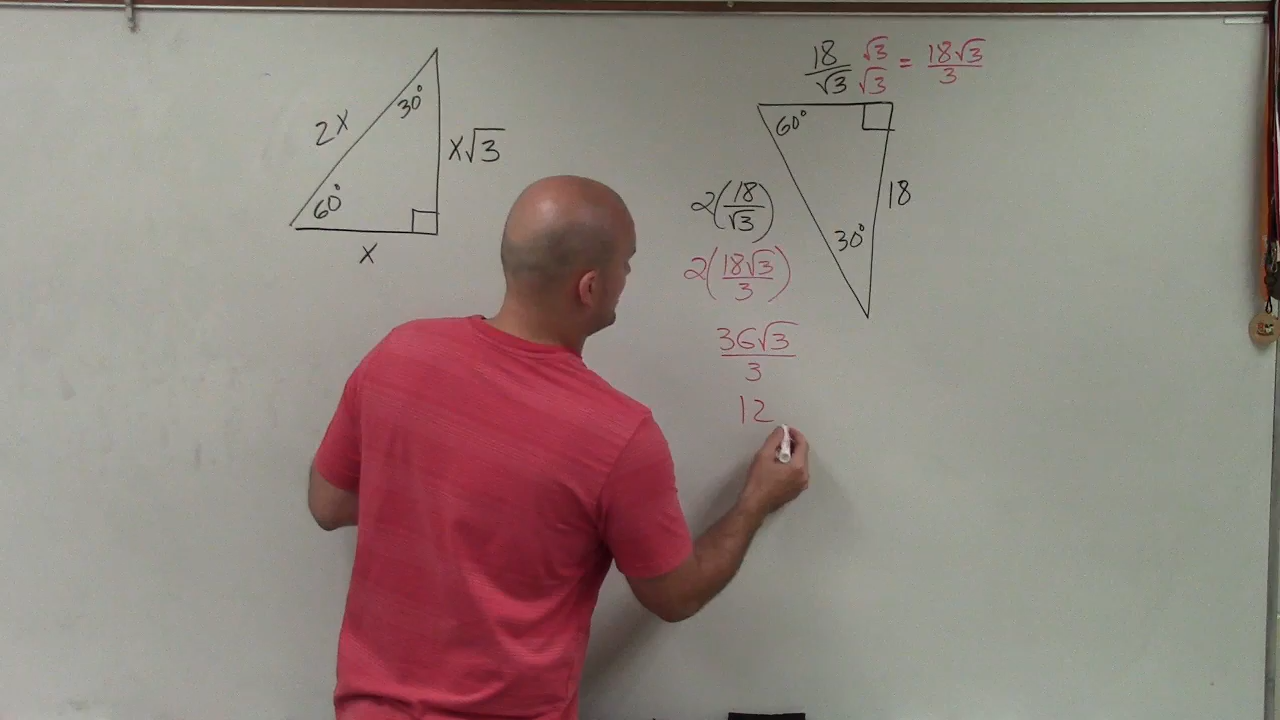 30°
2x
x√3
60°
x
18/√3 √3/√3 = 18√3/3
60°
18
30°
2(18/√3)
2(18√3/3)
36√3/3
12